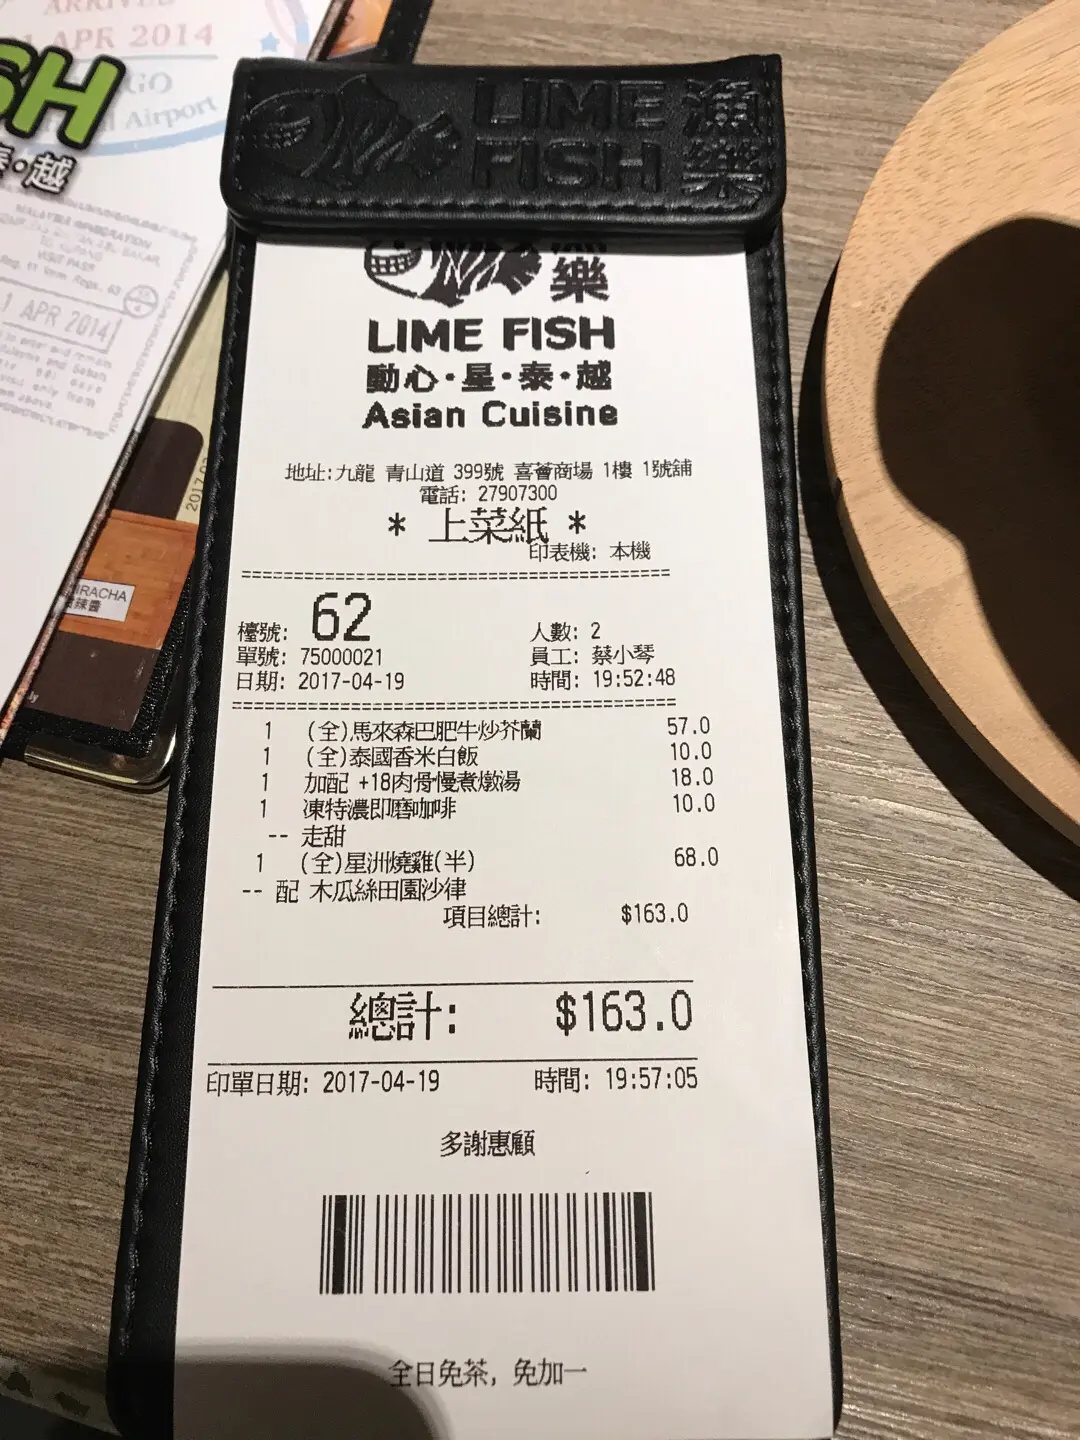 ARRIVED
APR 2014
GO
Airport
SH
泰·越
MALAYSIA IMMIGRATION
VISIT PASS
1 APR 2014
SRIRACHA
辣醬
LIME 漁
FISH 樂
樂
LIME FISH
動心·星·泰·越
Asian Cuisine
地址:九龍 青山道 399號 喜薈商場 1樓 1號舖
電話: 27907300
* 上菜紙 *
印表機: 本機
檯號: 62 人數: 2
單號: 75000021 員工: 蔡小琴
日期: 2017-04-19 時間: 19:52:48
1 (全)馬來森巴肥牛炒芥蘭 57.0
1 (全)泰國香米白飯 10.0
1 加配 +18肉骨慢煮燉湯 18.0
1 凍特濃即磨咖啡 10.0
-- 走甜
1 (全)星洲燒雞(半) 68.0
-- 配 木瓜絲田園沙律
項目總計: $163.0
總計: $163.0
印單日期: 2017-04-19 時間: 19:57:05
多謝惠顧
全日免茶, 免加一